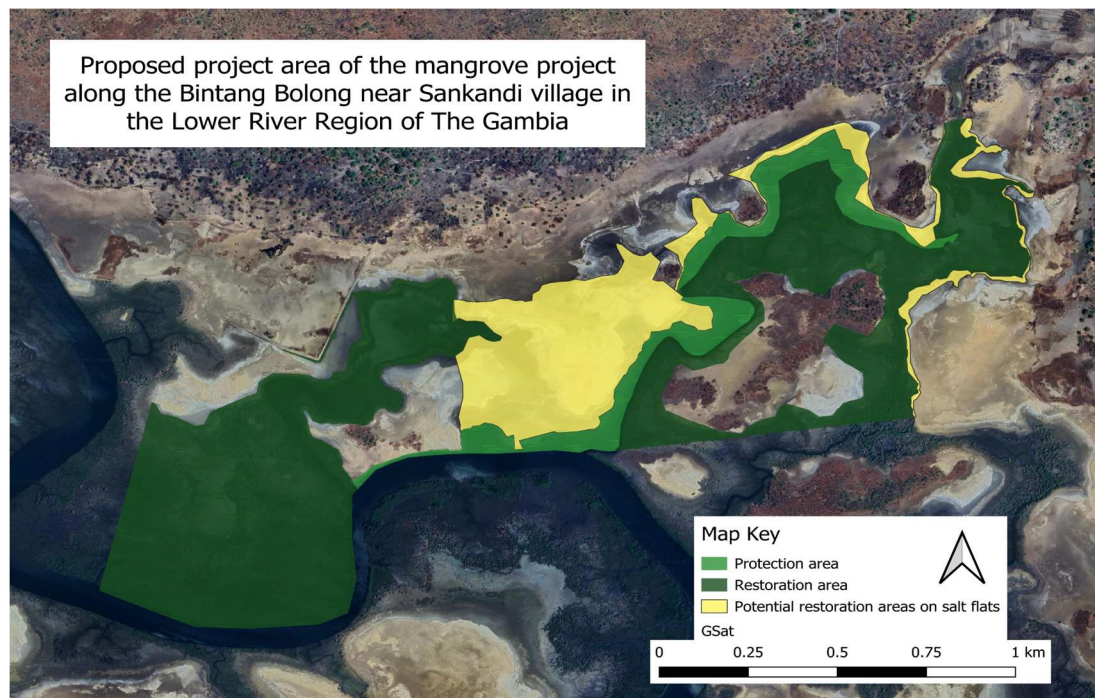 Proposed project area of the mangrove project
along the Bintang Bolong near Sankandi village in
the Lower River Region of The Gambia
Map Key
Protection area
Restoration area
Potential restoration areas on salt flats
GSat
0 0.25 0.5 0.75 1 km